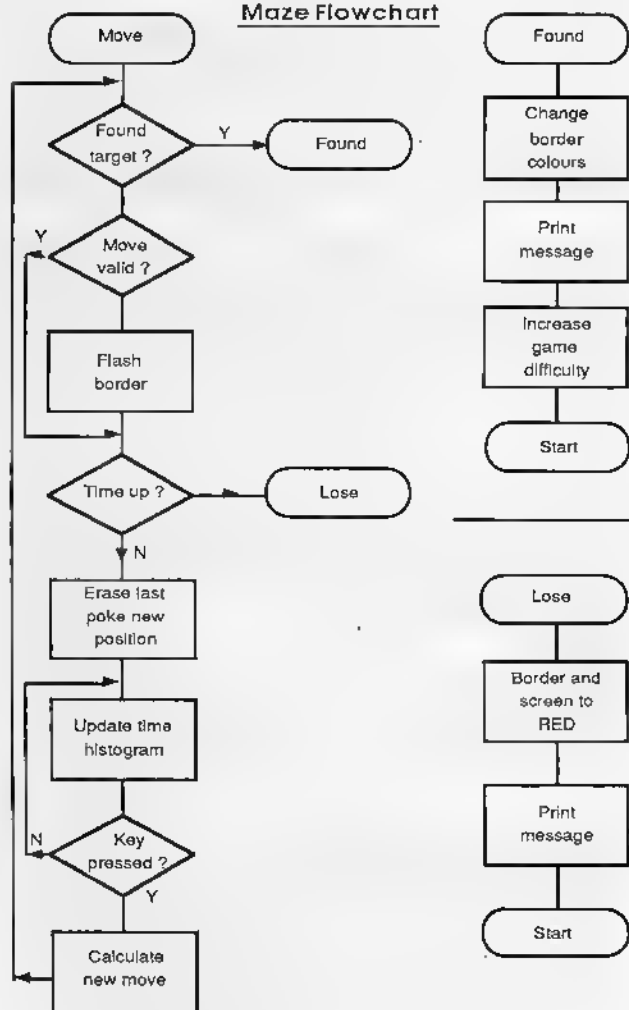 Maze Flowchart
Move
Found
target ?
Y
Found
Y
Move
valid ?
Flash
border
Time up ?
Lose
N
Erase last
poke new
position
Update time
histogram
N
Key
pressed ?
Y
Calculate
new move
Found
Change
border
colours
Print
message
Increase
game
difficulty
Start
Lose
Border and
screen to
RED
Print
message
Start